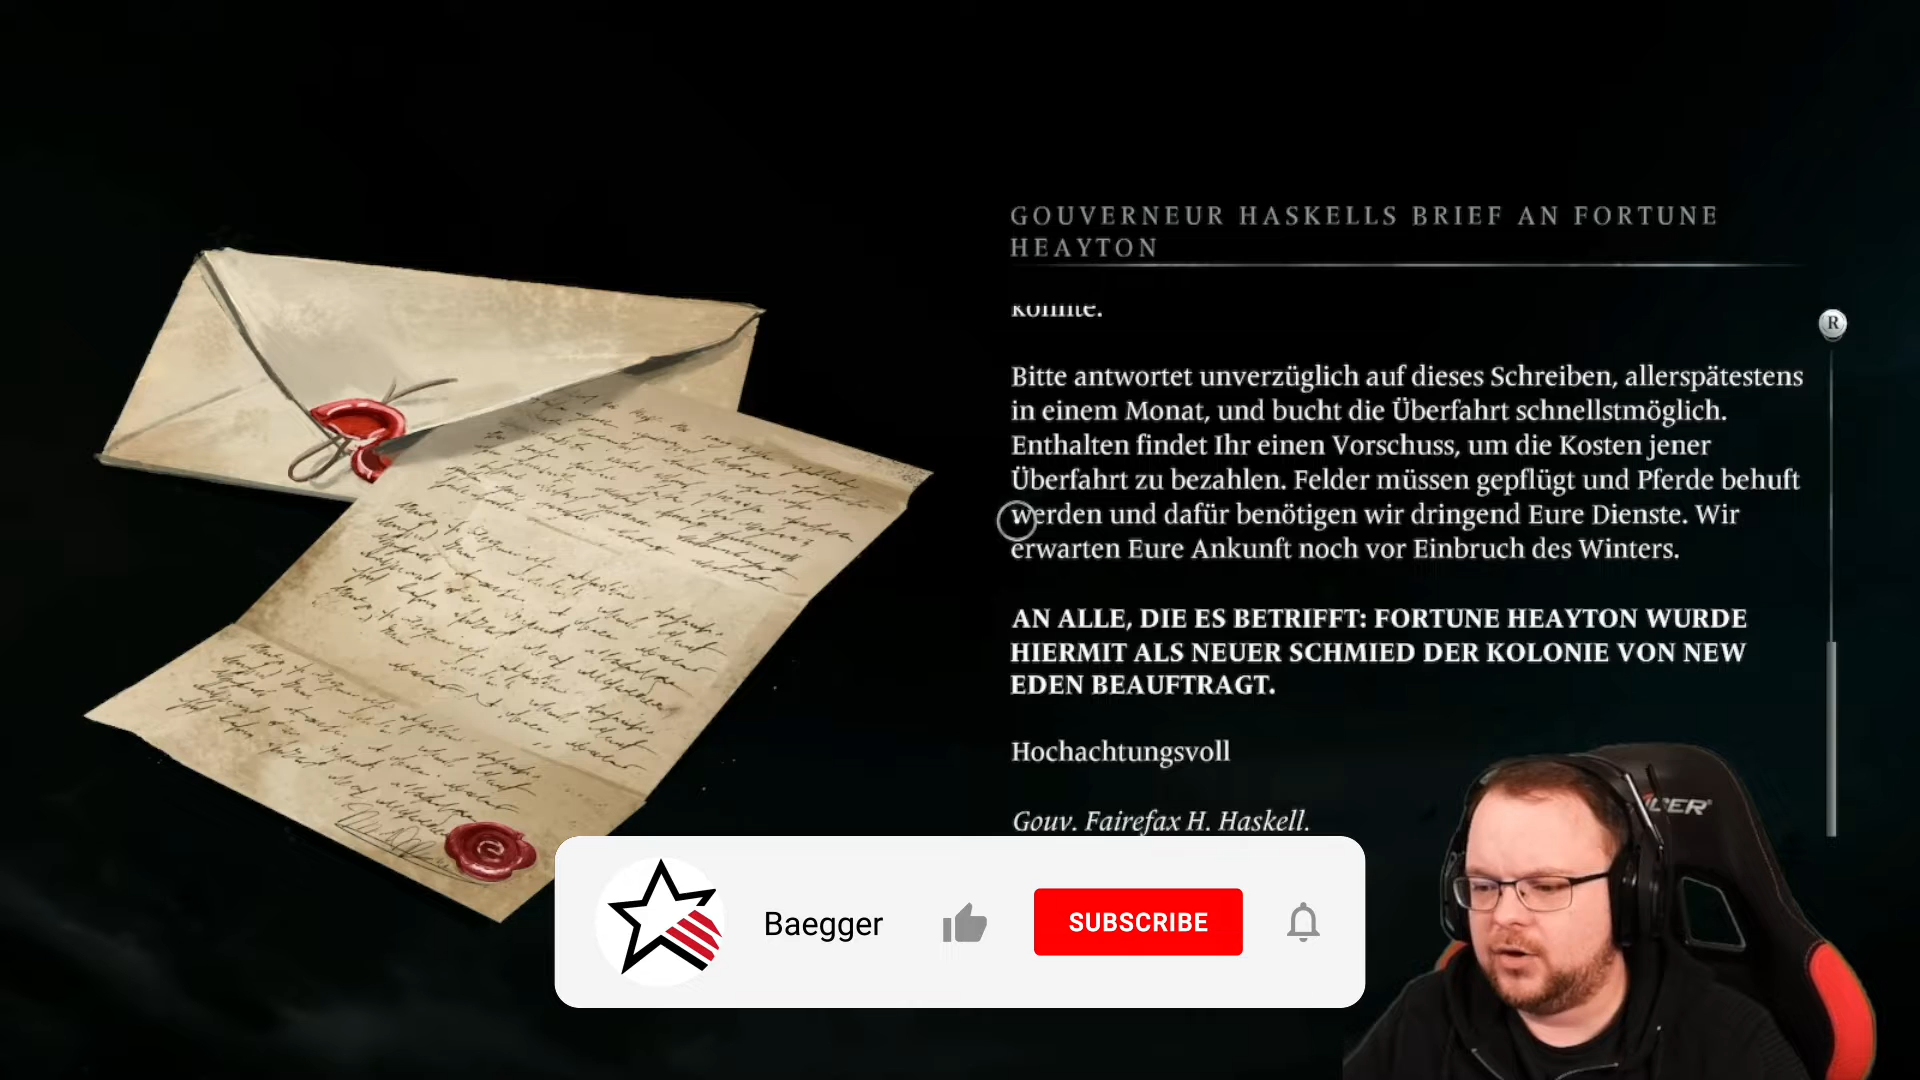 GOUVERNEUR HASKELLS BRIEF AN FORTUNE
HEAYTON
konnte.
R
Bitte antwortet unverzüglich auf dieses Schreiben, allerspätestens
in einem Monat, und bucht die Überfahrt schnellstmöglich.
Enthalten findet Ihr einen Vorschuss, um die Kosten jener
Überfahrt zu bezahlen. Felder müssen gepflügt und Pferde behuft
werden und dafür benötigen wir dringend Eure Dienste. Wir
erwarten Eure Ankunft noch vor Einbruch des Winters.
AN ALLE, DIE ES BETRIFFT: FORTUNE HEAYTON WURDE
HIERMIT ALS NEUER SCHMIED DER KOLONIE VON NEW
EDEN BEAUFTRAGT.
Hochachtungsvoll
Gouv. Fairefax H. Haskell.
Baegger
SUBSCRIBE